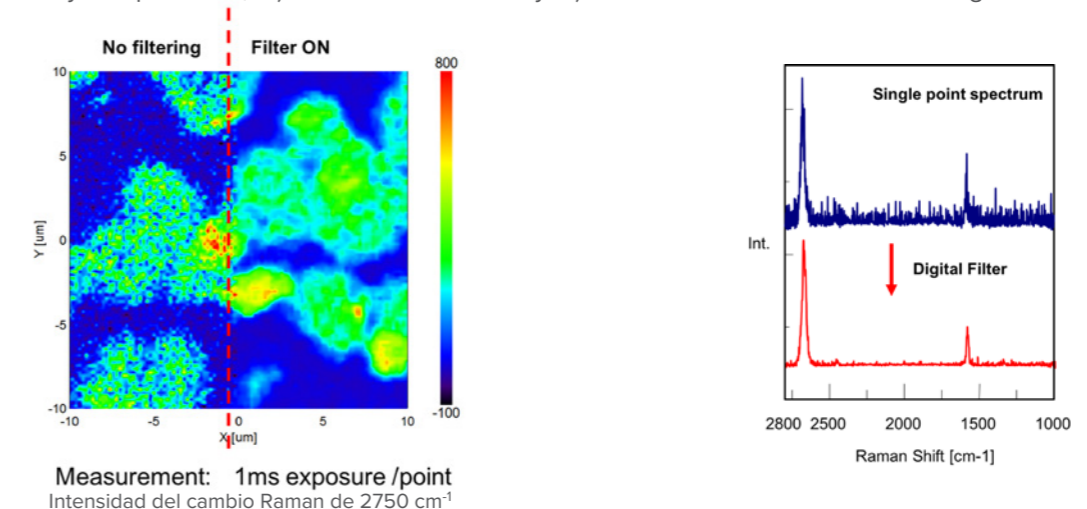 No filtering
Filter ON
10
5
0
-5
-10
-10
-5
0
5
10
Y [um]
X [um]
800
-100
Measurement: 1ms exposure /point
Intensidad del cambio Raman de 2750 cm-1
Single point spectrum
Int.
Digital Filter
2800 2500 2000 1500 1000
Raman Shift [cm-1]